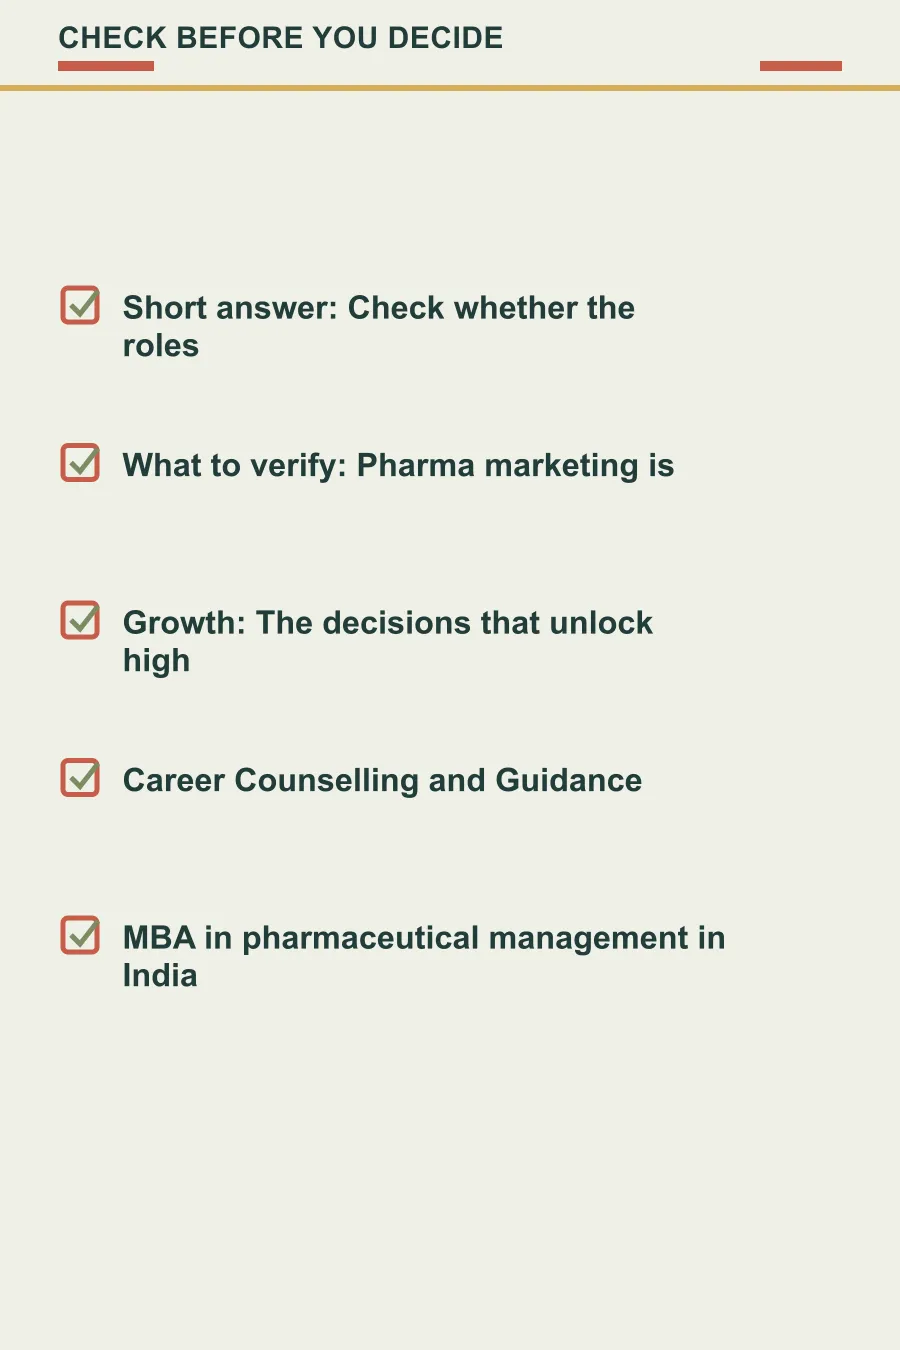 CHECK BEFORE YOU DECIDE
Short answer: Check whether the
roles
What to verify: Pharma marketing is
Growth: The decisions that unlock
high
Career Counselling and Guidance
MBA in pharmaceutical management in
India